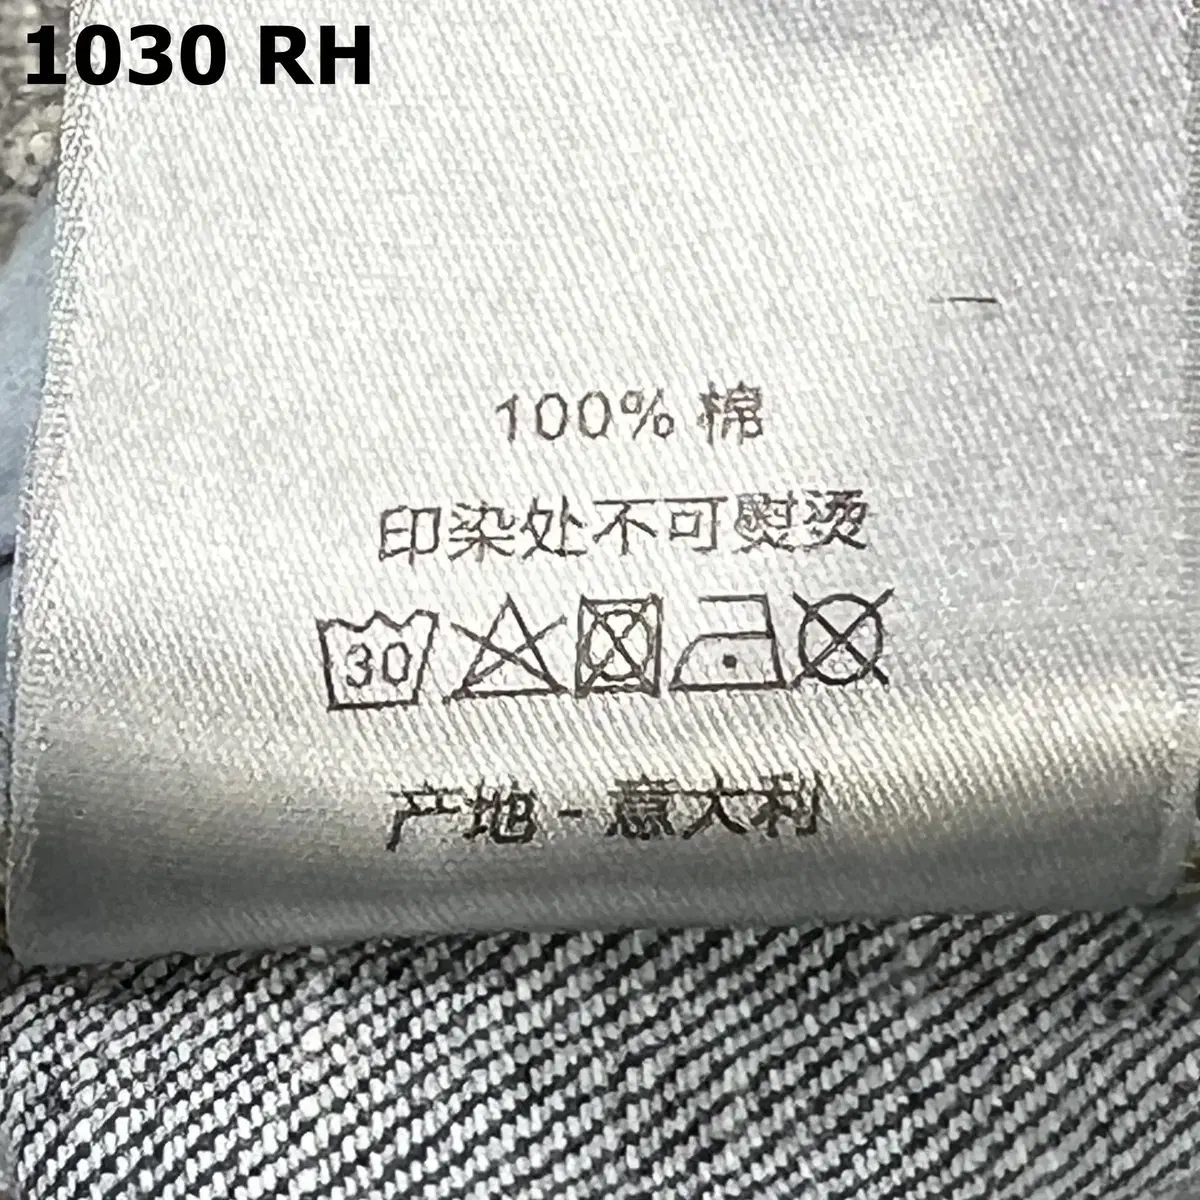 1030 RH
100% 棉
印染处不可熨烫
30
产地 - 意大利